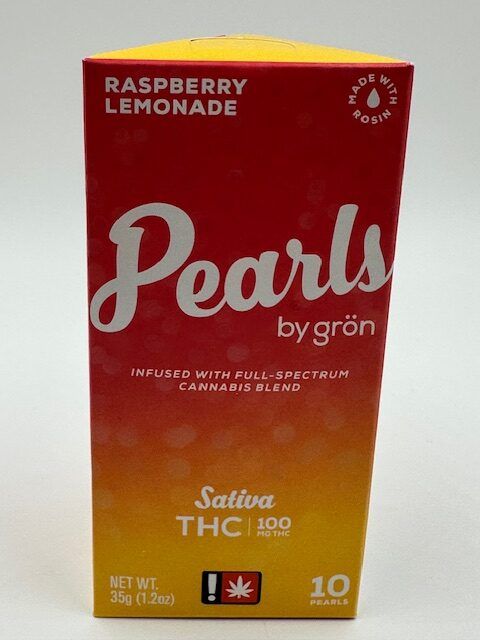 RASPBERRY
LEMONADE
MADE WITH
ROSIN
Pearls
by grön
INFUSED WITH FULL-SPECTRUM
CANNABIS BLEND
Sativa
THC | 100
MG THC
NET WT.
35g (1.2oz)
!
10
PEARLS